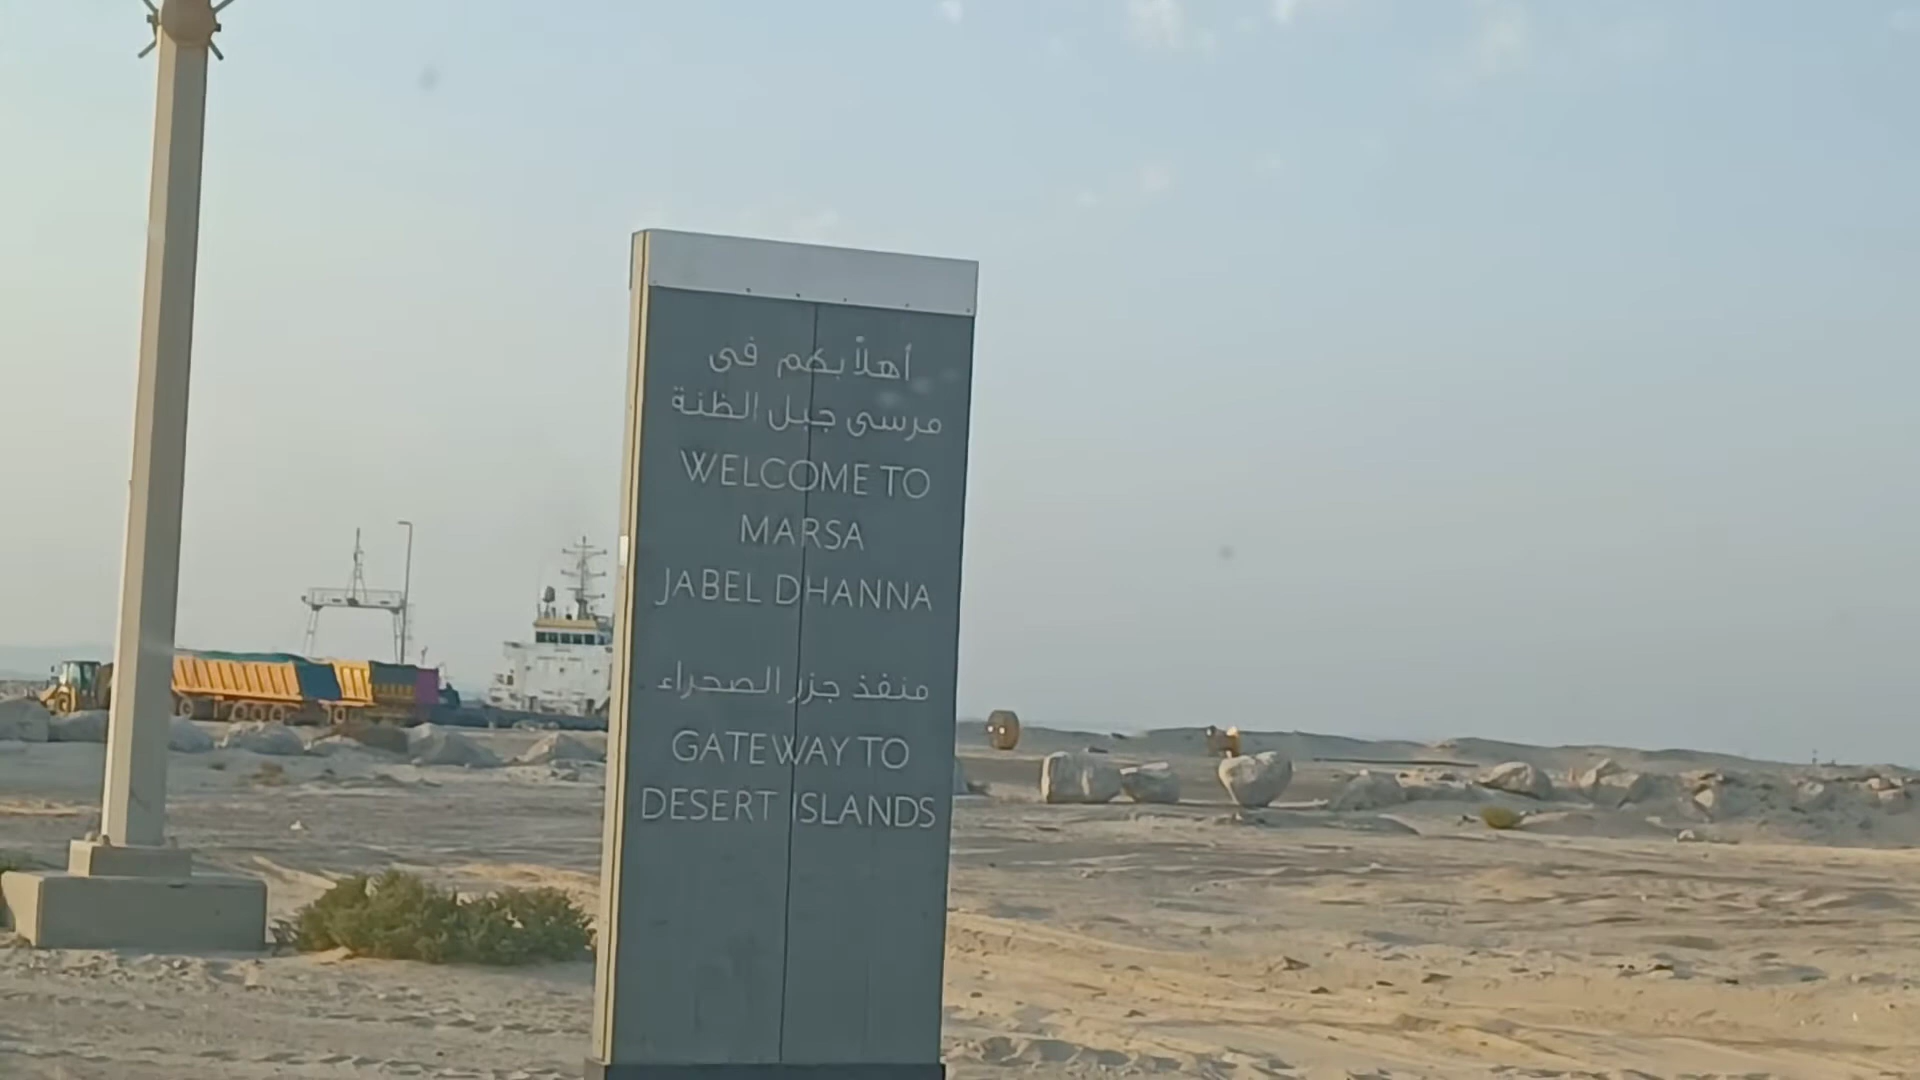 أهلاً بكم في
مرسى جبل الظنة
WELCOME TO
MARSA
JABEL DHANNA
منفذ جزر الصحراء
GATEWAY TO
DESERT ISLANDS